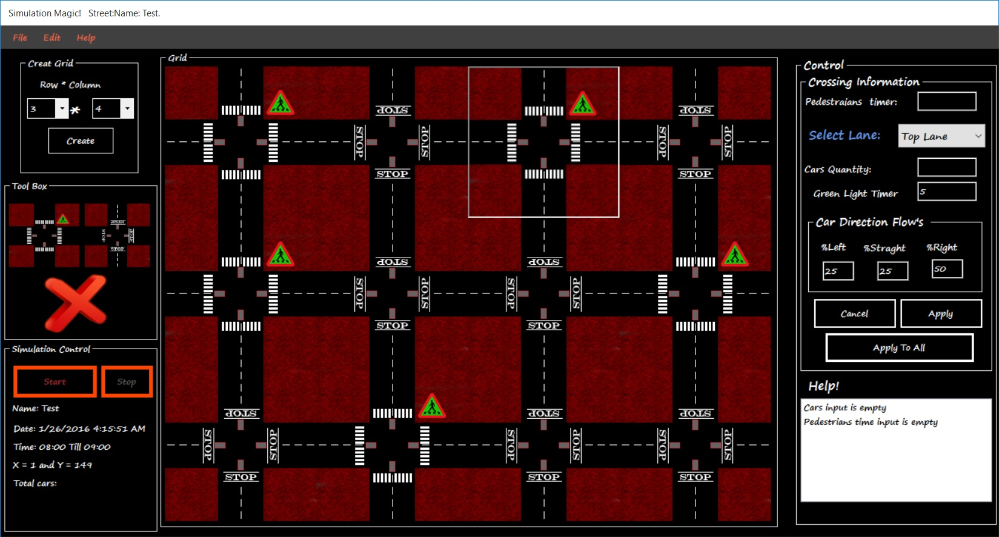 Simulation Magic!   Street:Name: Test.
File Edit Help
Creat Grid
Row * Column
3 * 4
Create
Tool Box
STOP
STOP STOP
STOP
Simulation Control
Start Stop
Name: Test
Date: 1/26/2016 4:15:51 AM
Time: 08:00 Till 09:00
X = 1 and Y = 149
Total cars:
Grid
STOP STOP
STOP STOP STOP STOP
STOP STOP
STOP STOP
STOP STOP STOP STOP
STOP STOP
STOP STOP STOP
STOP STOP STOP STOP STOP STOP
STOP STOP STOP
Control
Crossing Information
Pedestraians timer:
Select Lane: Top Lane
Cars Quantity:
Green Light Timer 5
Car Direction Flow's
%Left %Straght %Right
25 25 50
Cancel Apply
Apply To All
Help!
Cars input is empty
Pedestrians time input is empty